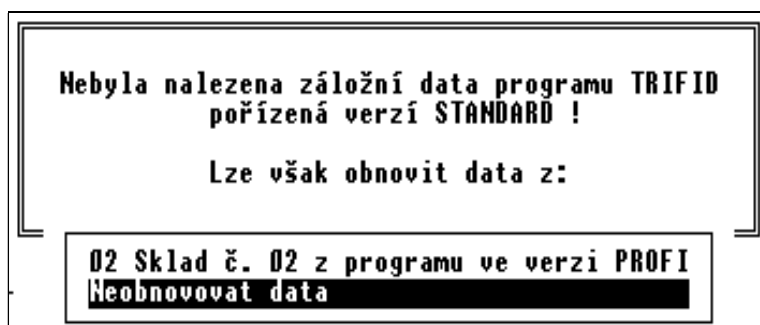 Nebyla nalezena záložní data programu TRIFID
pořízená verzí STANDARD !
Lze však obnovit data z:
02 Sklad č. 02 z programu ve verzi PROFI
Neobnovovat data